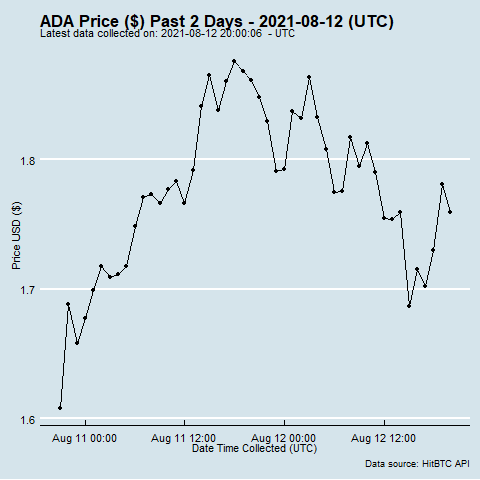 ADA Price ($) Past 2 Days - 2021-08-12 (UTC)
Latest data collected on: 2021-08-12 20:00:06 - UTC
1.8
1.7
1.6
Price USD ($)
Aug 11 00:00 Aug 11 12:00 Aug 12 00:00 Aug 12 12:00
Date Time Collected (UTC)
Data source: HitBTC API